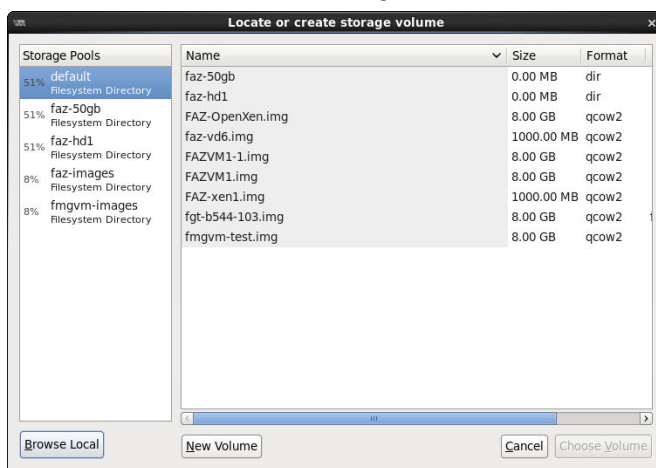 Locate or create storage volume
Storage Pools
51% default
Filesystem Directory
51% faz-50gb
Filesystem Directory
51% faz-hd1
Filesystem Directory
8% faz-images
Filesystem Directory
8% fmgvm-images
Filesystem Directory
Name Size Format
faz-50gb 0.00 MB dir
faz-hd1 0.00 MB dir
FAZ-OpenXen.img 8.00 GB qcow2
faz-vd6.img 1000.00 MB qcow2
FAZVM1-1.img 8.00 GB qcow2
FAZVM1.img 8.00 GB qcow2
FAZ-xen1.img 1000.00 MB qcow2
fgt-b544-103.img 8.00 GB qcow2
fmgvm-test.img 8.00 GB qcow2
Browse Local New Volume Cancel Choose Volume